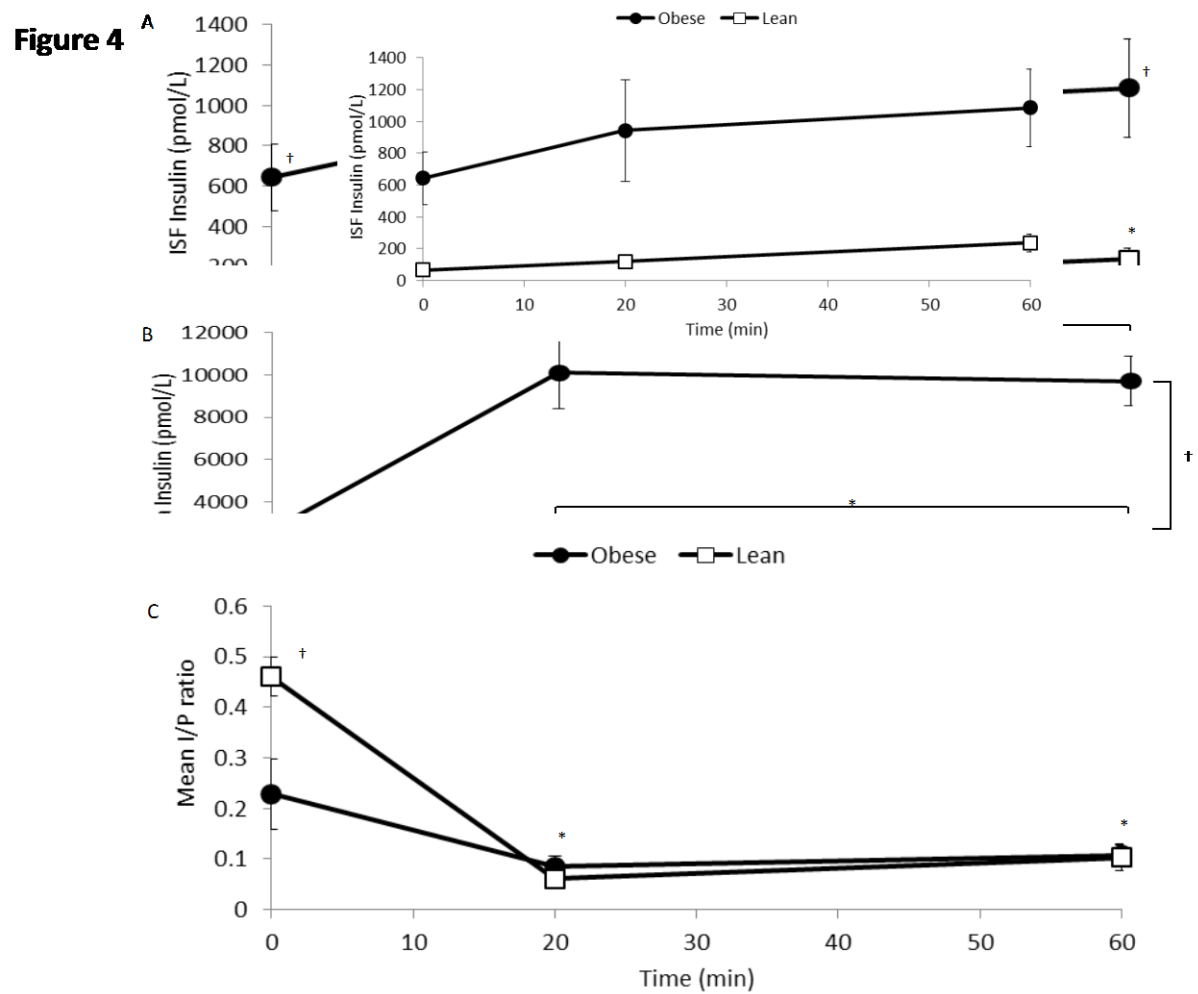 Figure 4
A
Obese Lean
1400
1200
1000
800
600
400
ISF Insulin (pmol/L)
†
†
*
1400
1200
1000
800
600
400
200
0
ISF Insulin (pmol/L)
0 10 20 30 40 50 60
Time (min)
B
12000
10000
8000
6000
4000
Insulin (pmol/L)
*
†
Obese Lean
C
0.6
0.5
0.4
0.3
0.2
0.1
0
Mean I/P ratio
†
*
*
0 10 20 30 40 50 60
Time (min)